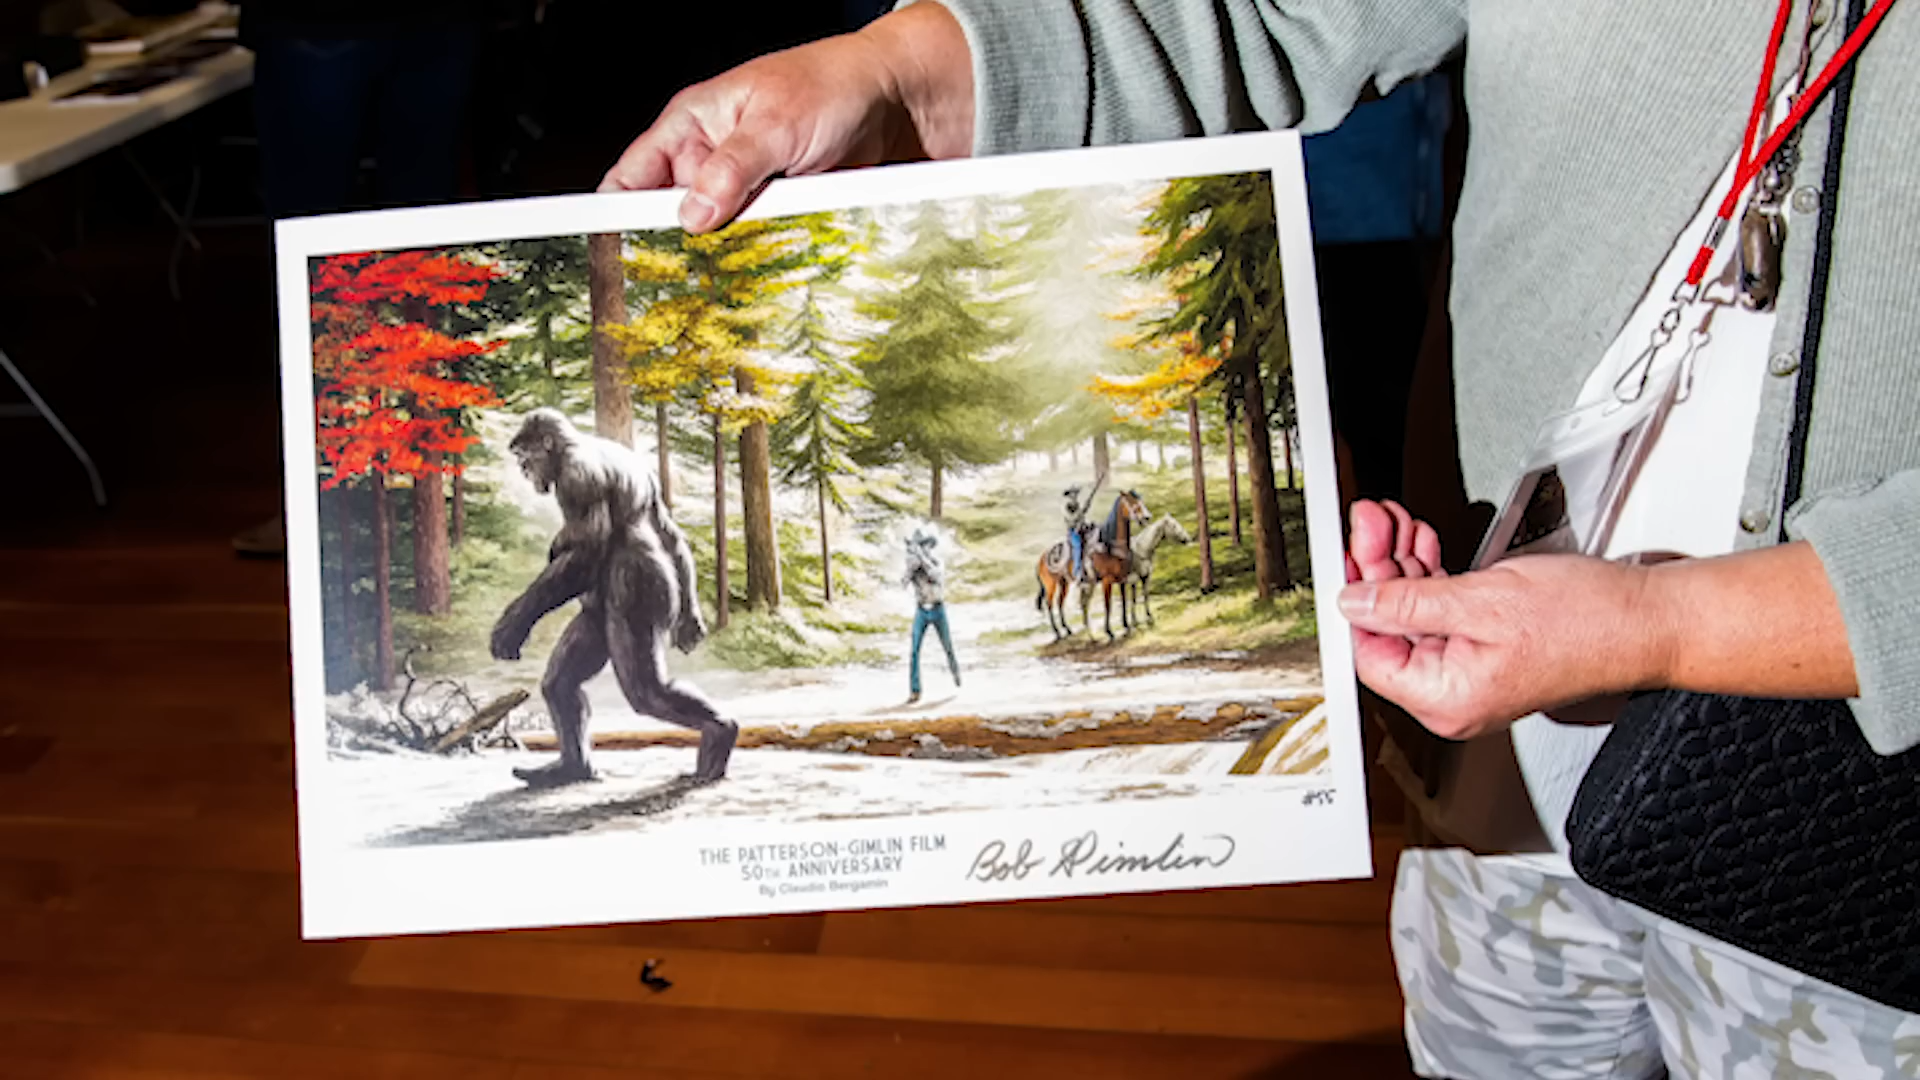 #55
THE PATTERSON-GIMLIN FILM
50TH ANNIVERSARY
By Claudio Bergamin
Bob Gimlin